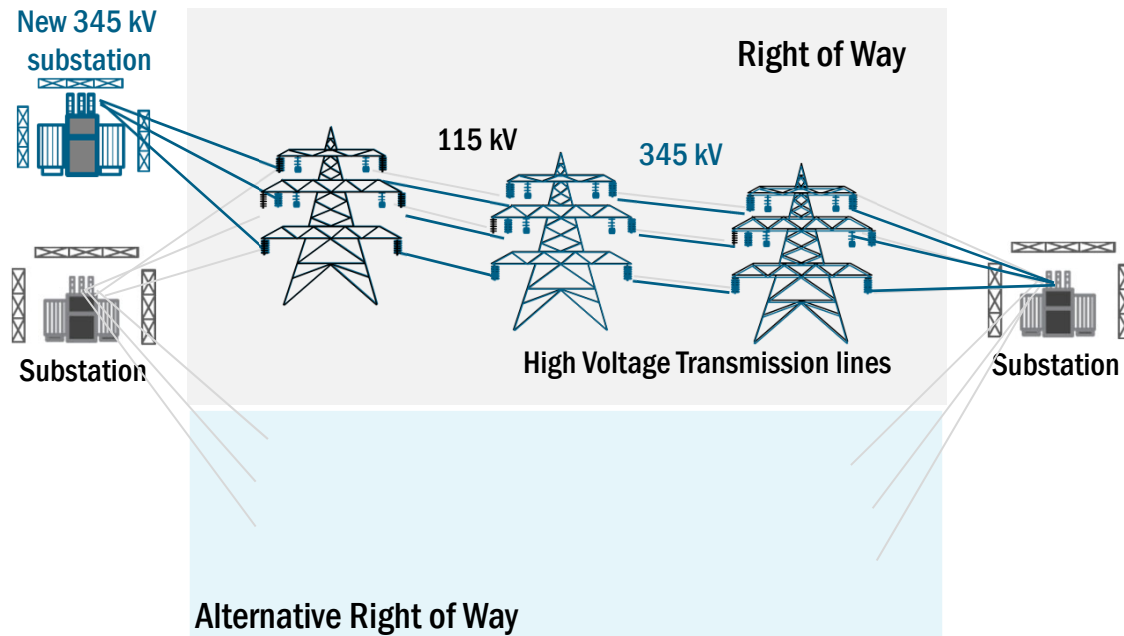 New 345 kV
substation
Right of Way
115 kV
345 kV
Substation
High Voltage Transmission lines
Substation
Alternative Right of Way